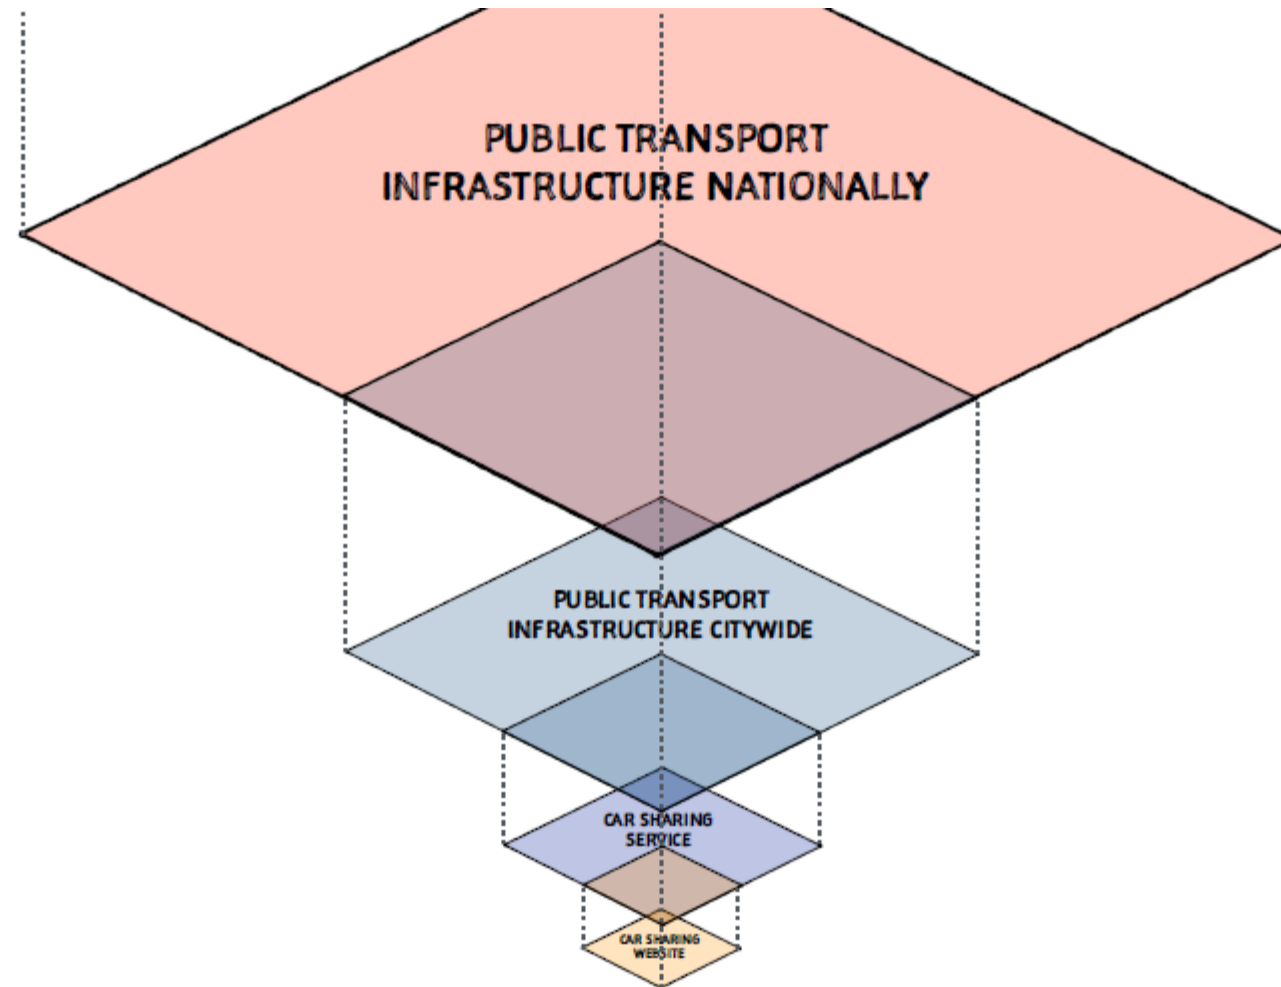 PUBLIC TRANSPORT
INFRASTRUCTURE NATIONALLY
PUBLIC TRANSPORT
INFRASTRUCTURE CITYWIDE
CAR SHARING
SERVICE
CAR SHARING
WEBSITE